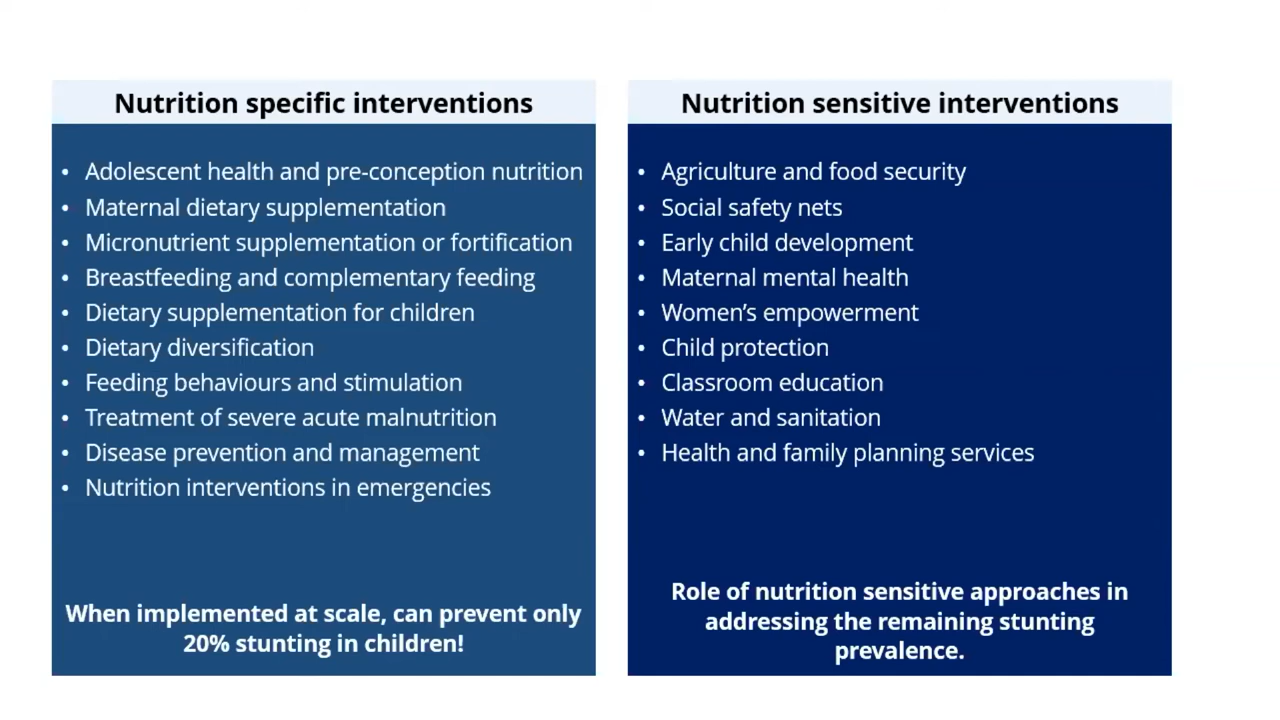 Nutrition specific interventions
• Adolescent health and pre-conception nutrition
• Maternal dietary supplementation
• Micronutrient supplementation or fortification
• Breastfeeding and complementary feeding
• Dietary supplementation for children
• Dietary diversification
• Feeding behaviours and stimulation
• Treatment of severe acute malnutrition
• Disease prevention and management
• Nutrition interventions in emergencies
When implemented at scale, can prevent only
20% stunting in children!
Nutrition sensitive interventions
• Agriculture and food security
• Social safety nets
• Early child development
• Maternal mental health
• Women’s empowerment
• Child protection
• Classroom education
• Water and sanitation
• Health and family planning services
Role of nutrition sensitive approaches in
addressing the remaining stunting
prevalence.